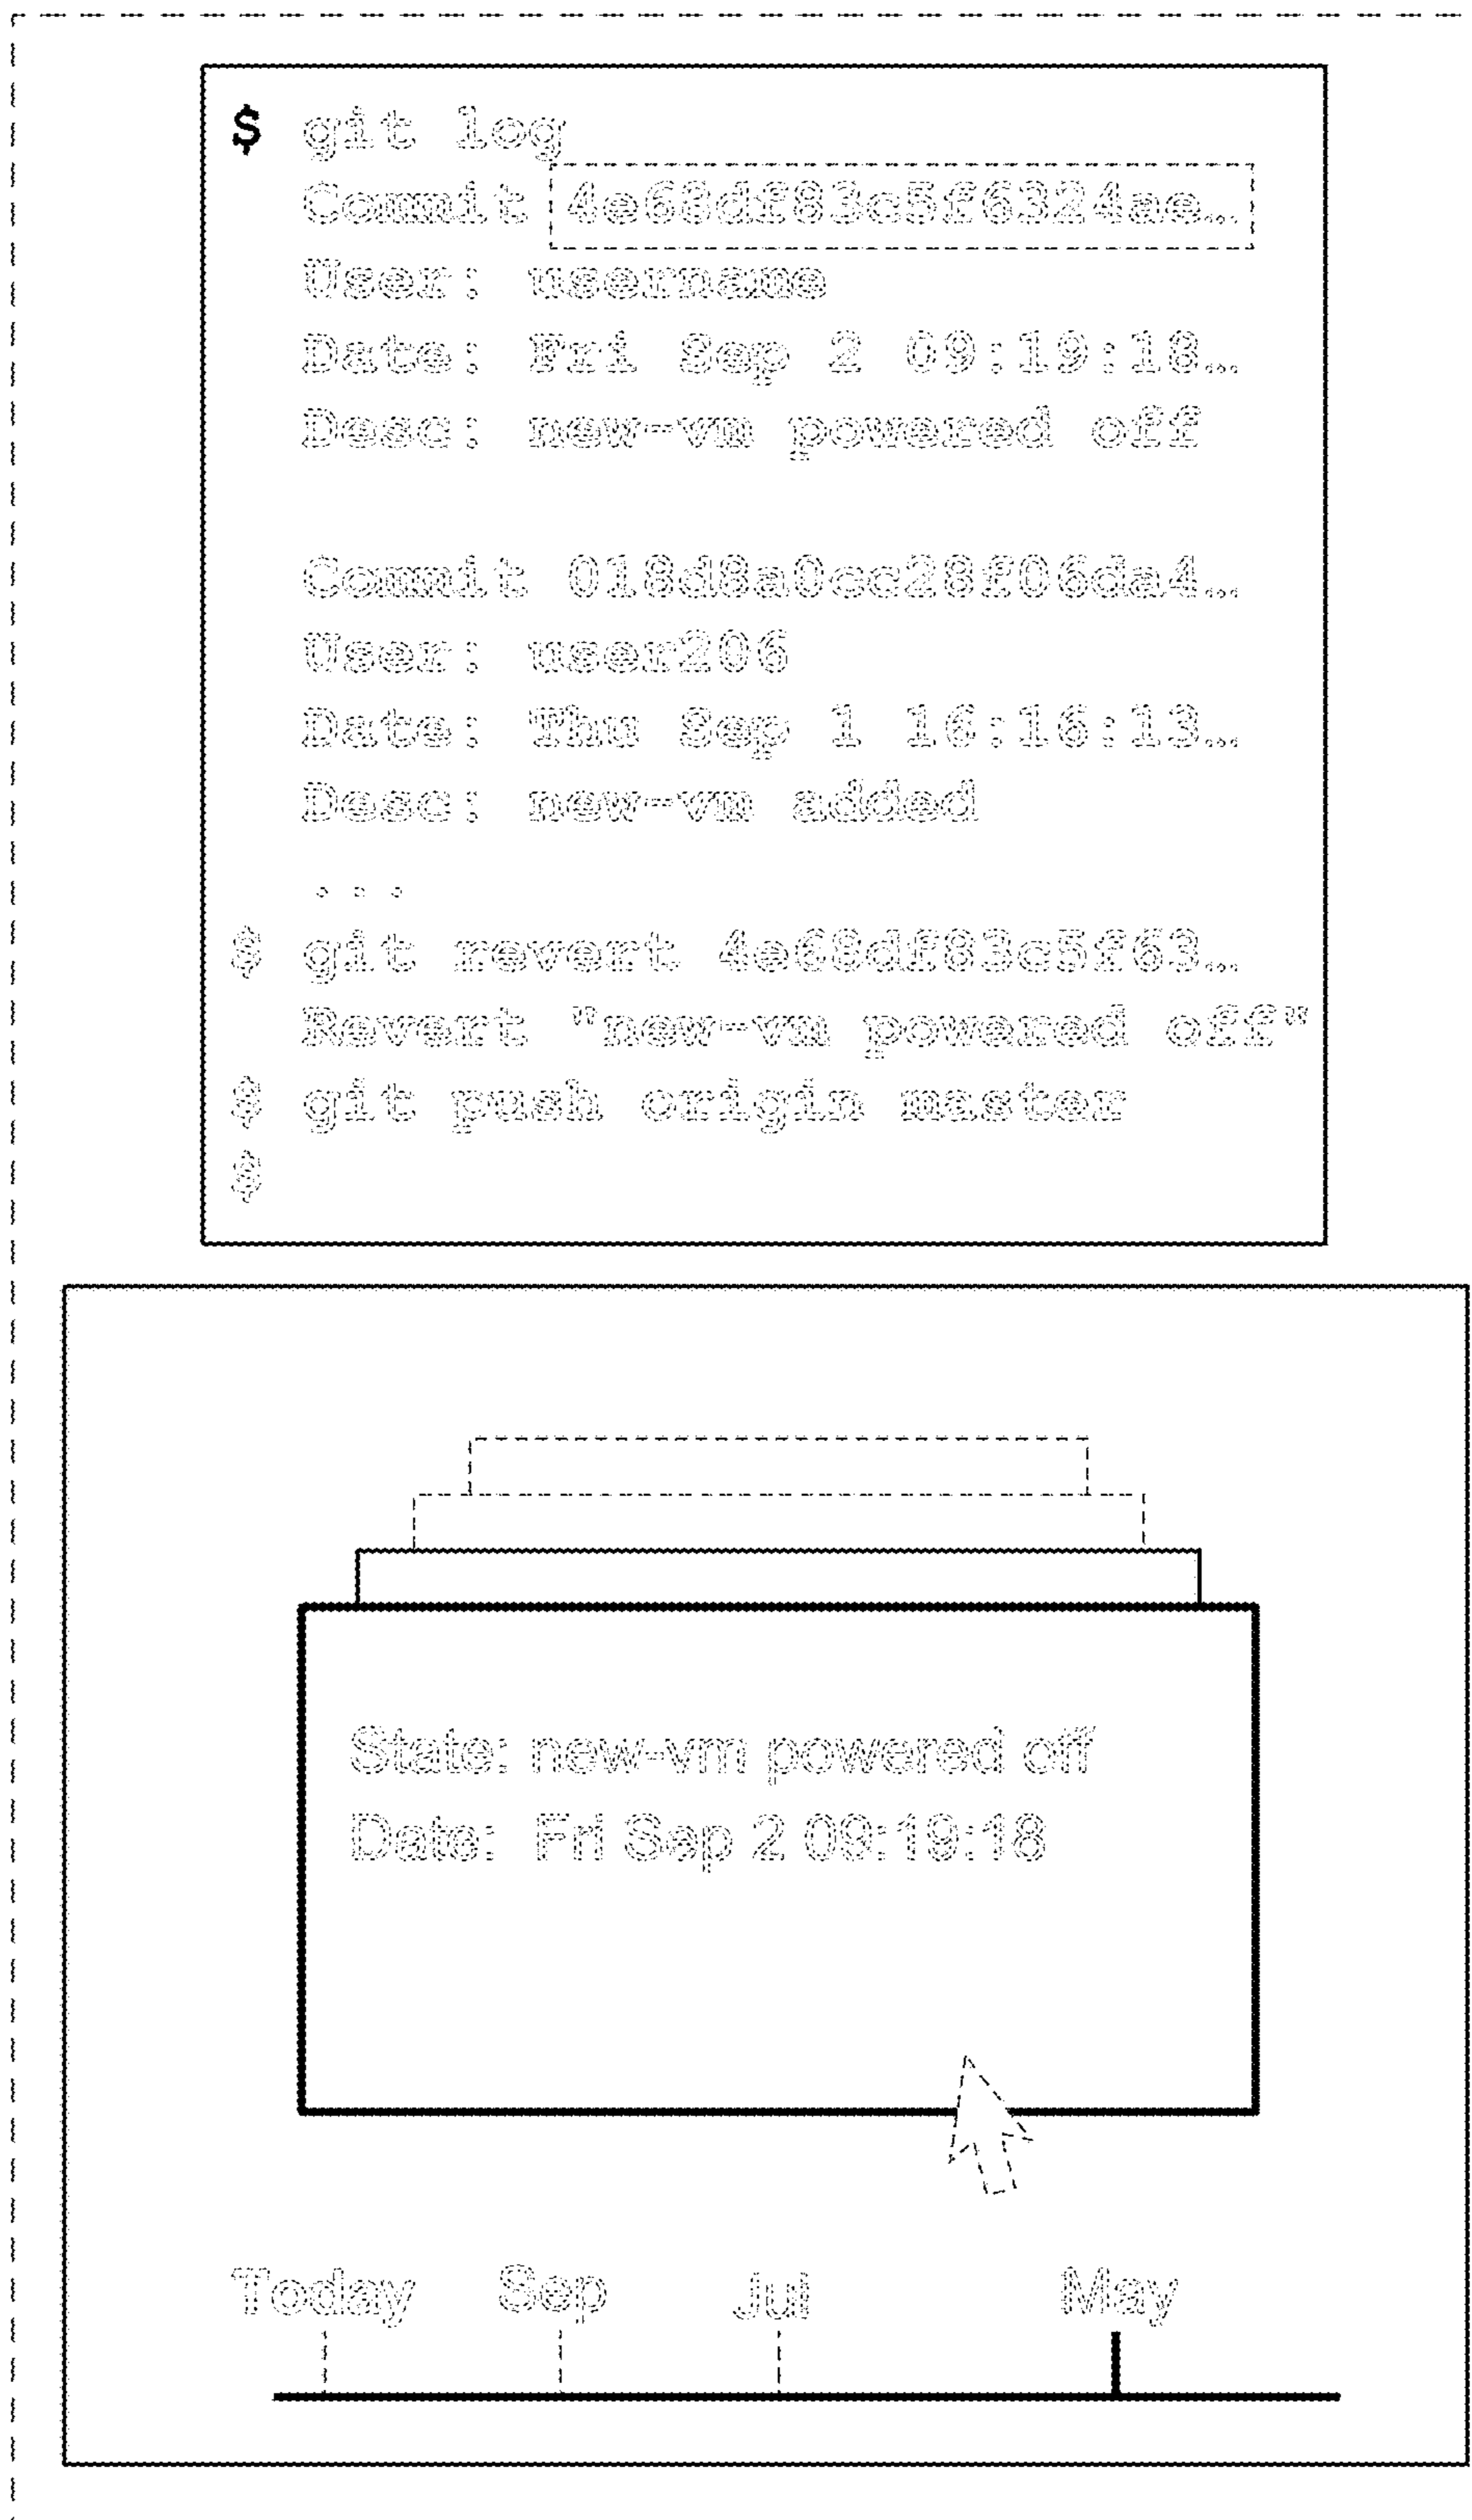 $ git log
Commit 4e68df83c5f6324ae…
User: username
Date: Fri Sep 2 09:19:18…
Desc: new-vm powered off
Commit 018d8a0cc28f06da4…
User: user206
Date: Thu Sep 1 16:16:13…
Desc: new-vm added
...
$ git revert 4e68df83c5f63…
Revert "new-vm powered off"
$ git push origin master
$
State: new-vm powered off
Date: Fri Sep 2 09:19:18
Today Sep Jul May